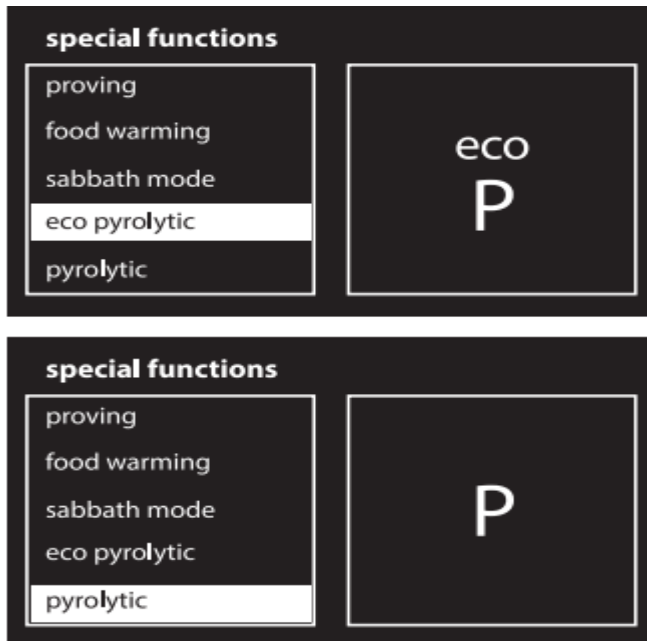 special functions
proving
food warming
sabbath mode
eco pyrolytic
pyrolytic
eco
P
special functions
proving
food warming
sabbath mode
eco pyrolytic
pyrolytic
P